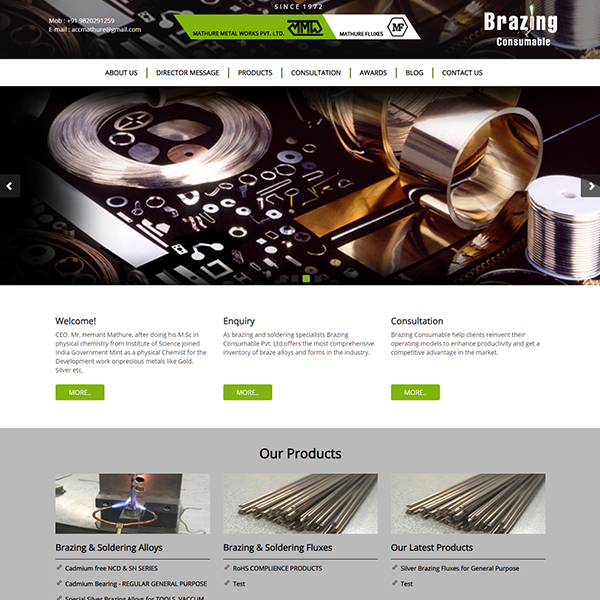 SINCE 1972
Mob : +91 9820291259
E-mail : accmathure@gmail.com
MATHURE METAL WORKS PVT. LTD.
MMW
MATHURE FLUXES
MF
Brazing
Consumable
ABOUT US
DIRECTOR MESSAGE
PRODUCTS
CONSULTATION
AWARDS
BLOG
CONTACT US
Welcome!
CEO. Mr. Hemant Mathure. after doing his M.Sc in
physical chemistry from Institute of Science joined
India Government Mint as a physical Chemist for the
Development work onprecious metals like Gold.
Silver etc.
MORE..
Enquiry
As brazing and soldering specialists Brazing
Consumable Pvt. Ltd.offers the most comprehensive
inventory of braze alloys and forms in the industry.
MORE..
Consultation
Brazing Consumable help clients reinvent their
operating models to enhance productivity and get a
competitive advantage in the market.
MORE..
Our Products
Brazing & Soldering Alloys
Cadmium free NCD & SN SERIES
Cadmium Bearing - REGULAR GENERAL PURPOSE
Special Silver Brazing Alloys for TOOLS, VACCUM
Brazing & Soldering Fluxes
RoHS COMPLIENCE PRODUCTS
Test
Our Latest Products
Silver Brazing Fluxes for General Purpose
Test